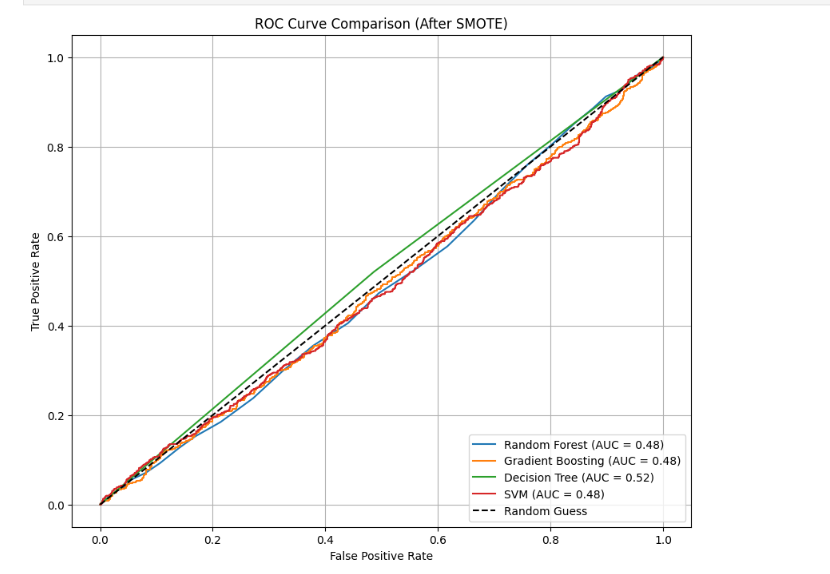 ROC Curve Comparison (After SMOTE)
True Positive Rate
1.0
0.8
0.6
0.4
0.2
0.0
Random Forest (AUC = 0.48)
Gradient Boosting (AUC = 0.48)
Decision Tree (AUC = 0.52)
SVM (AUC = 0.48)
Random Guess
0.0 0.2 0.4 0.6 0.8 1.0
False Positive Rate